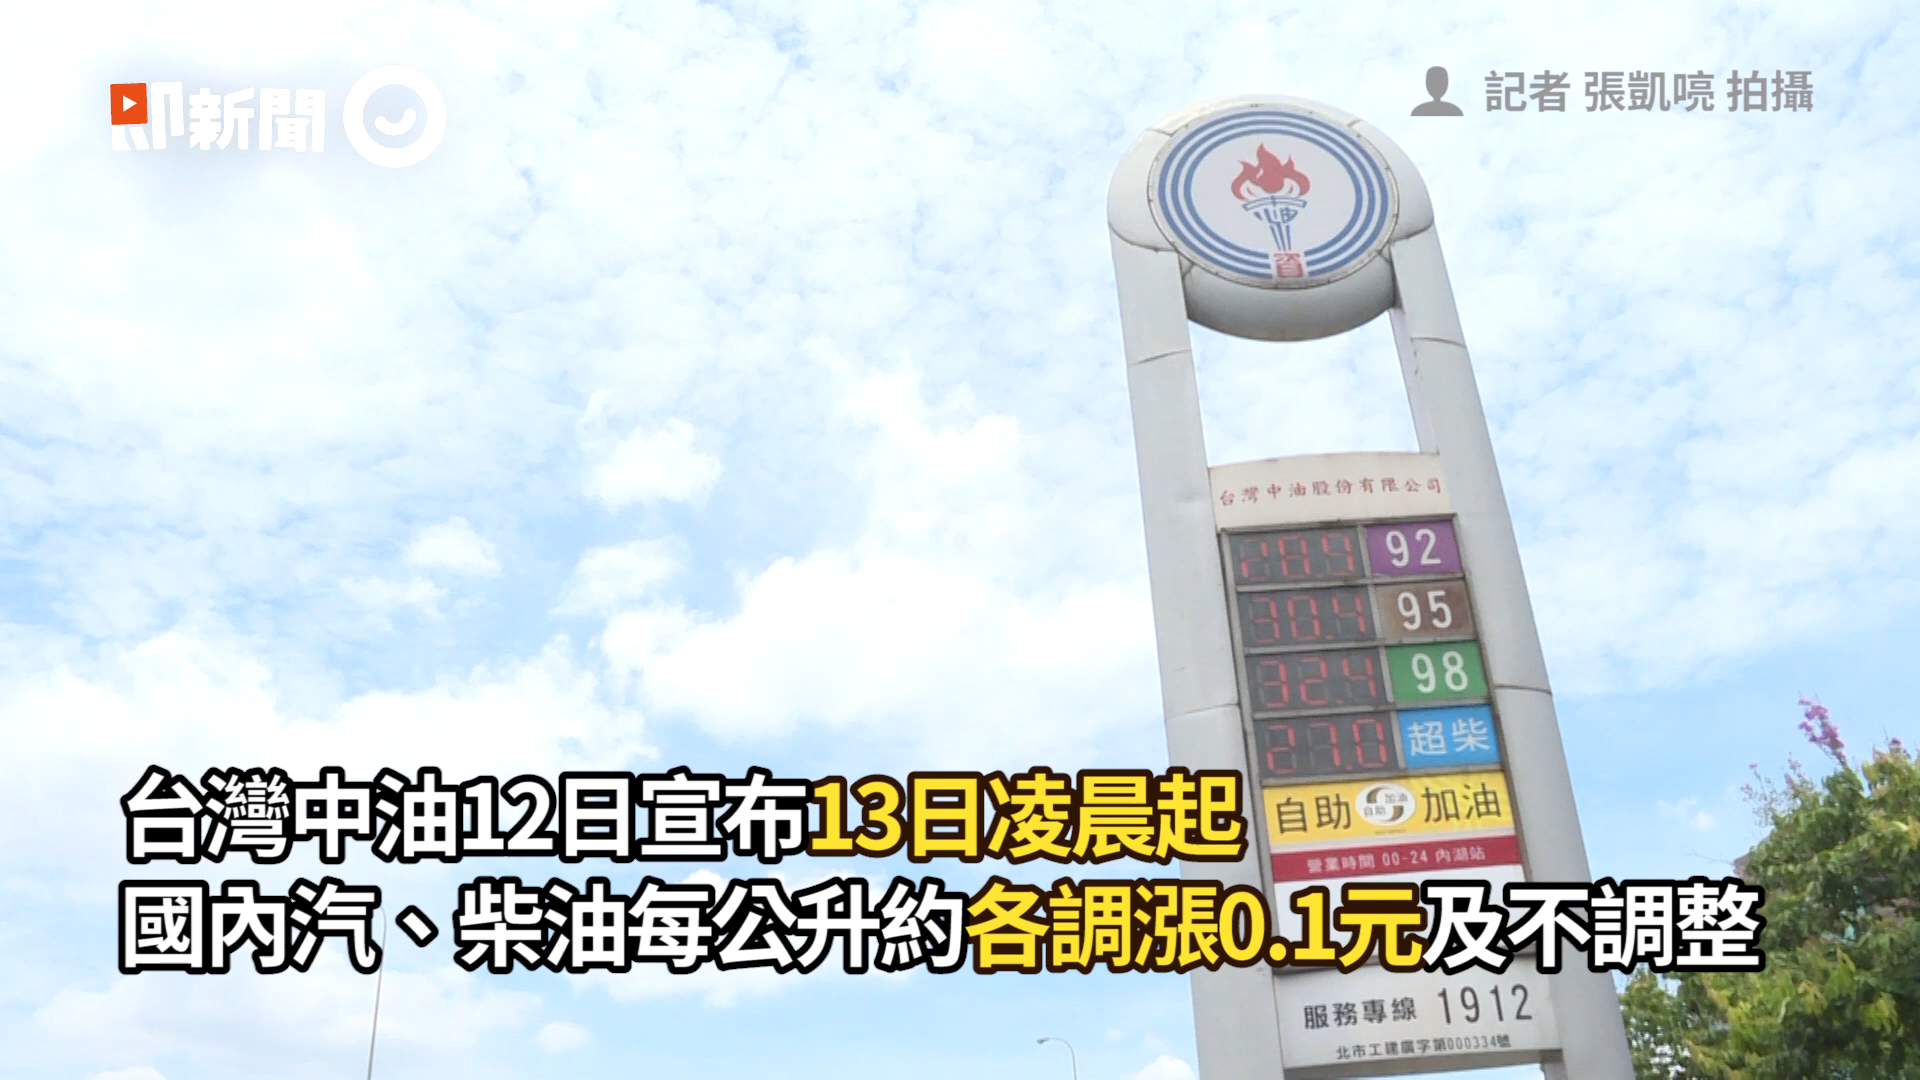 即新聞
記者 張凱喨 拍攝
中油
台灣中油股份有限公司
92
30.4 95
32.4 98
27.0 超柴
自助 加油
營業時間 00-24 內湖站
台灣中油12日宣布13日凌晨起
國內汽、柴油每公升約各調漲0.1元及不調整
服務專線 1912
北市工建廣字第000334號